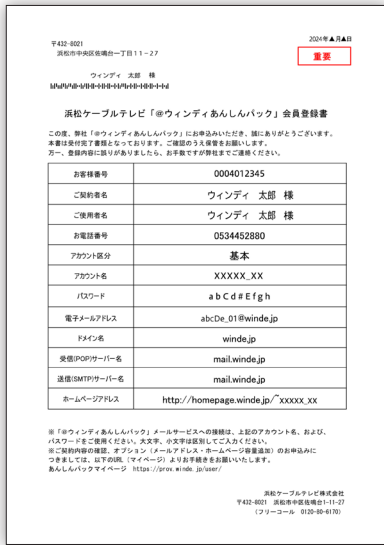 2024年▲月▲日
〒432-8021
浜松市中央区佐鳴台一丁目11-27
重要
ウィンディ 太郎 様
浜松ケーブルテレビ「@ウィンディあんしんパック」会員登録書
この度、弊社「@ウィンディあんしんパック」にお申込みいただき、誠にありがとうございます。
本書は受付完了書類となっております。ご確認のうえ保管をお願いします。
万一、登録内容に誤りがありましたら、お手数ですが弊社までご連絡ください。
お客様番号 0004012345
ご契約者名 ウィンディ 太郎 様
ご使用者名 ウィンディ 太郎 様
お電話番号 0534452880
アカウント区分 基本
アカウント名 XXXXX_XX
パスワード abCd#Efgh
電子メールアドレス abcDe_01@winde.jp
ドメイン名 winde.jp
受信(POP)サーバー名 mail.winde.jp
送信(SMTP)サーバー名 mail.winde.jp
ホームページアドレス http://homepage.winde.jp/~xxxxx_xx
※「@ウィンディあんしんパック」メールサービスへの接続は、上記のアカウント名、および、
パスワードをご使用ください。大文字、小文字は区別してご入力ください。
※ご契約内容の確認、オプション(メールアドレス・ホームページ容量追加)のお申込みに
つきましては、以下のURL(マイページ)よりお手続きをお願いいたします。
あんしんパックマイページ https://prov.winde.jp/user/
浜松ケーブルテレビ株式会社
〒432-8021 浜松市中央区佐鳴台1-11-27
(フリーコール 0120-80-6170)